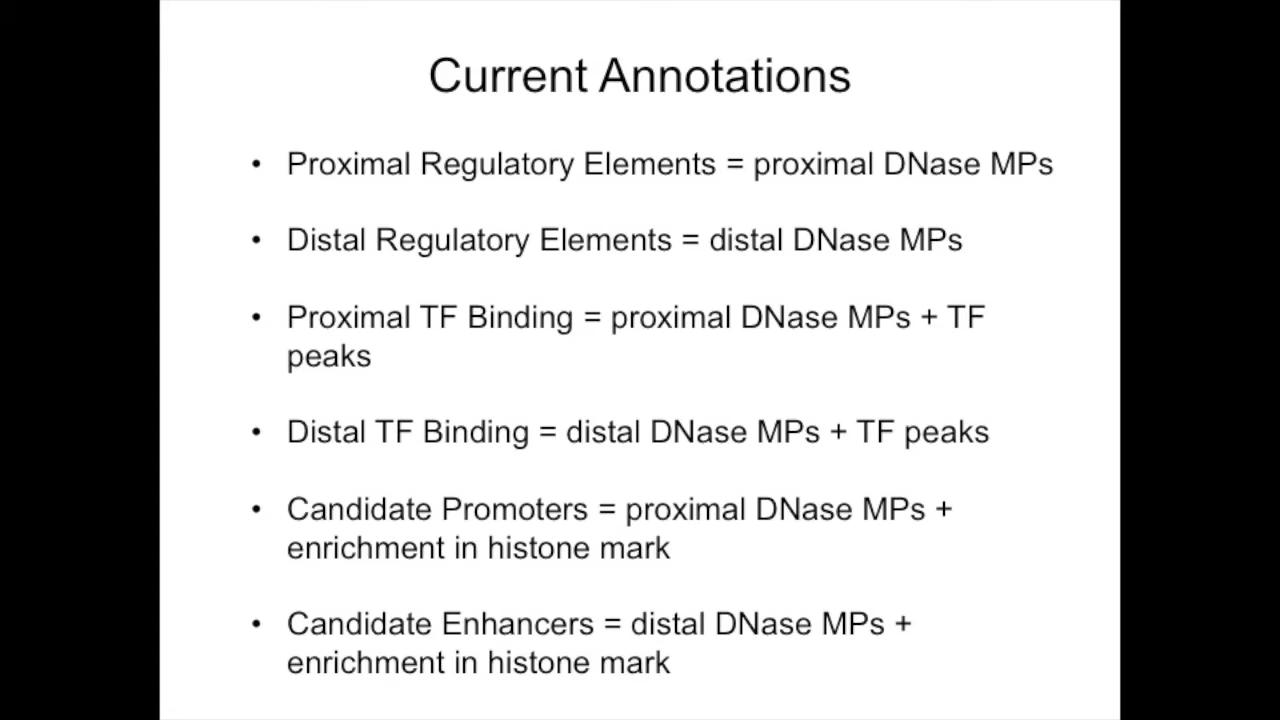 Current Annotations
• Proximal Regulatory Elements = proximal DNase MPs
• Distal Regulatory Elements = distal DNase MPs
• Proximal TF Binding = proximal DNase MPs + TF
peaks
• Distal TF Binding = distal DNase MPs + TF peaks
• Candidate Promoters = proximal DNase MPs +
enrichment in histone mark
• Candidate Enhancers = distal DNase MPs +
enrichment in histone mark